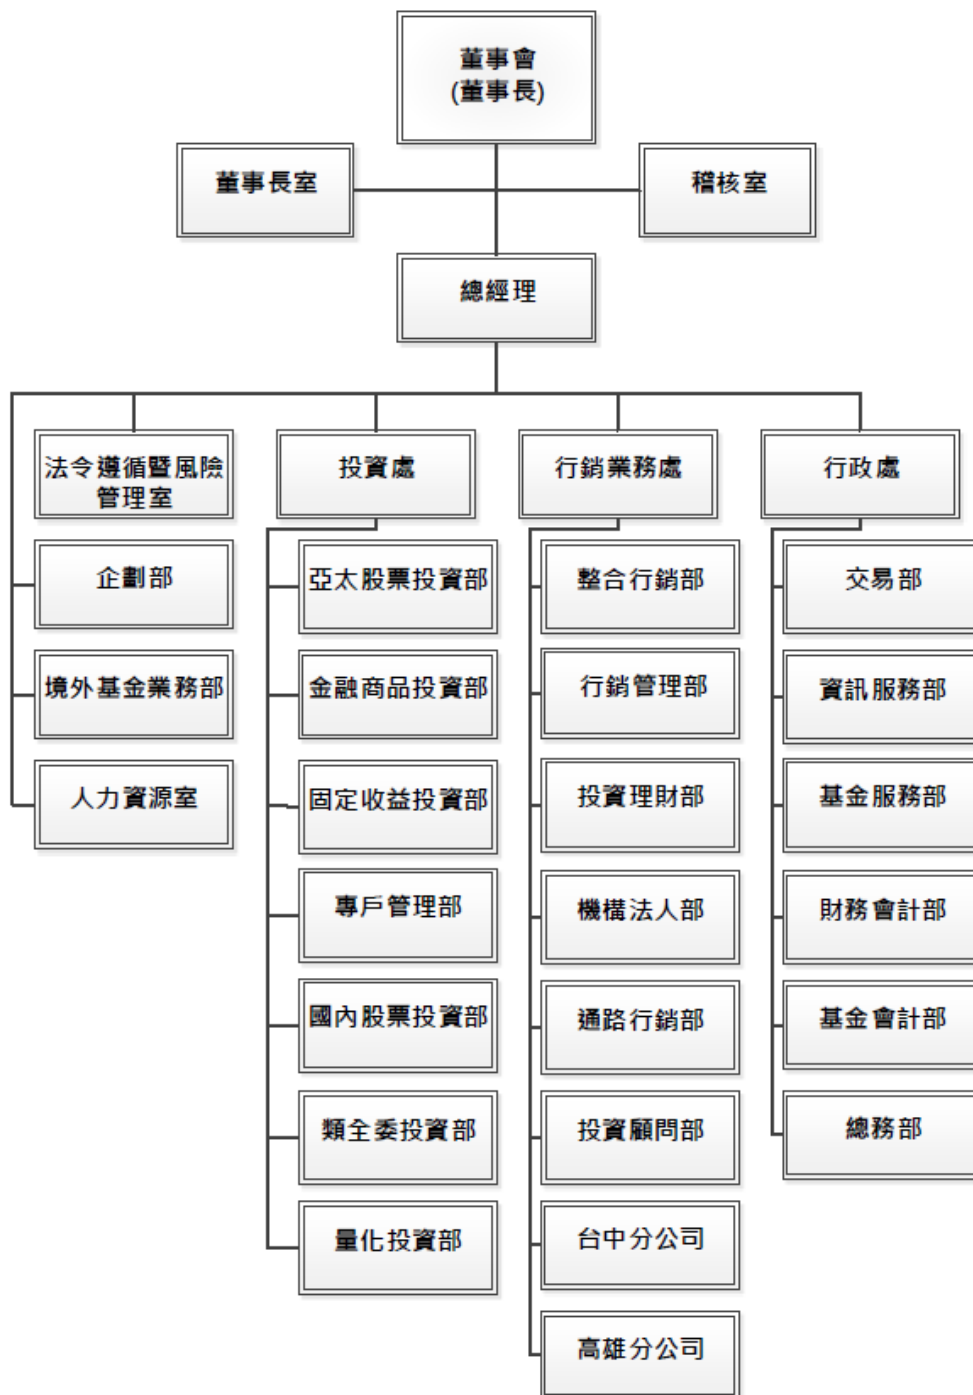 董事會
(董事長)
董事長室
稽核室
總經理
法令遵循暨風險
管理室
投資處
行銷業務處
行政處
企劃部
境外基金業務部
人力資源室
亞太股票投資部
金融商品投資部
固定收益投資部
專戶管理部
國內股票投資部
類全委投資部
量化投資部
整合行銷部
行銷管理部
投資理財部
機構法人部
通路行銷部
投資顧問部
台中分公司
高雄分公司
交易部
資訊服務部
基金服務部
財務會計部
基金會計部
總務部